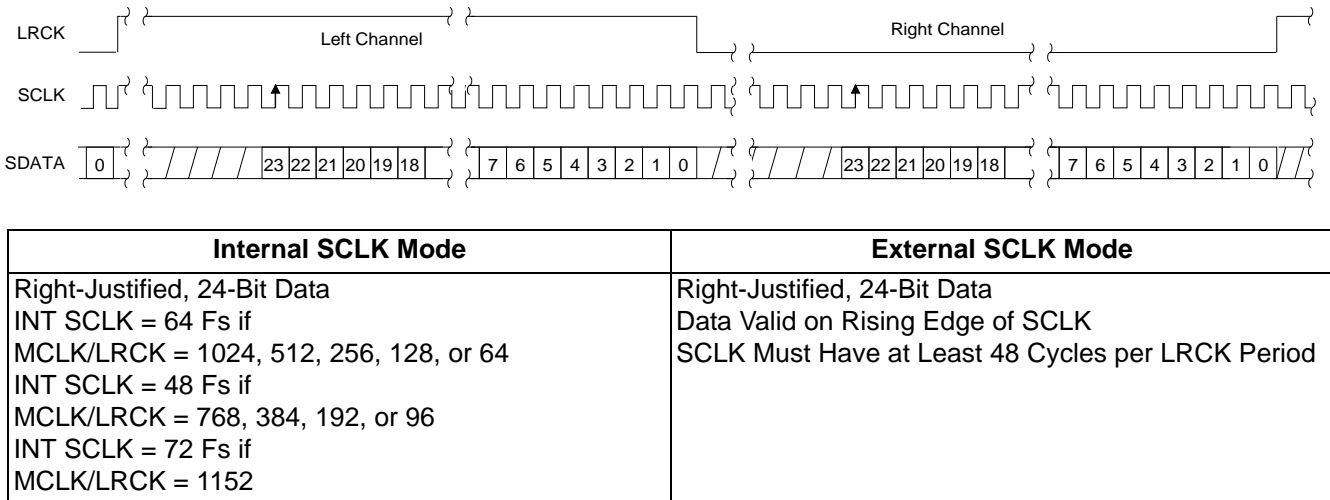 LRCK Left Channel Right Channel
SCLK
SDATA 0 23 22 21 20 19 18 7 6 5 4 3 2 1 0 23 22 21 20 19 18 7 6 5 4 3 2 1 0
Internal SCLK Mode
Right-Justified, 24-Bit Data
INT SCLK = 64 Fs if
MCLK/LRCK = 1024, 512, 256, 128, or 64
INT SCLK = 48 Fs if
MCLK/LRCK = 768, 384, 192, or 96
INT SCLK = 72 Fs if
MCLK/LRCK = 1152
External SCLK Mode
Right-Justified, 24-Bit Data
Data Valid on Rising Edge of SCLK
SCLK Must Have at Least 48 Cycles per LRCK Period